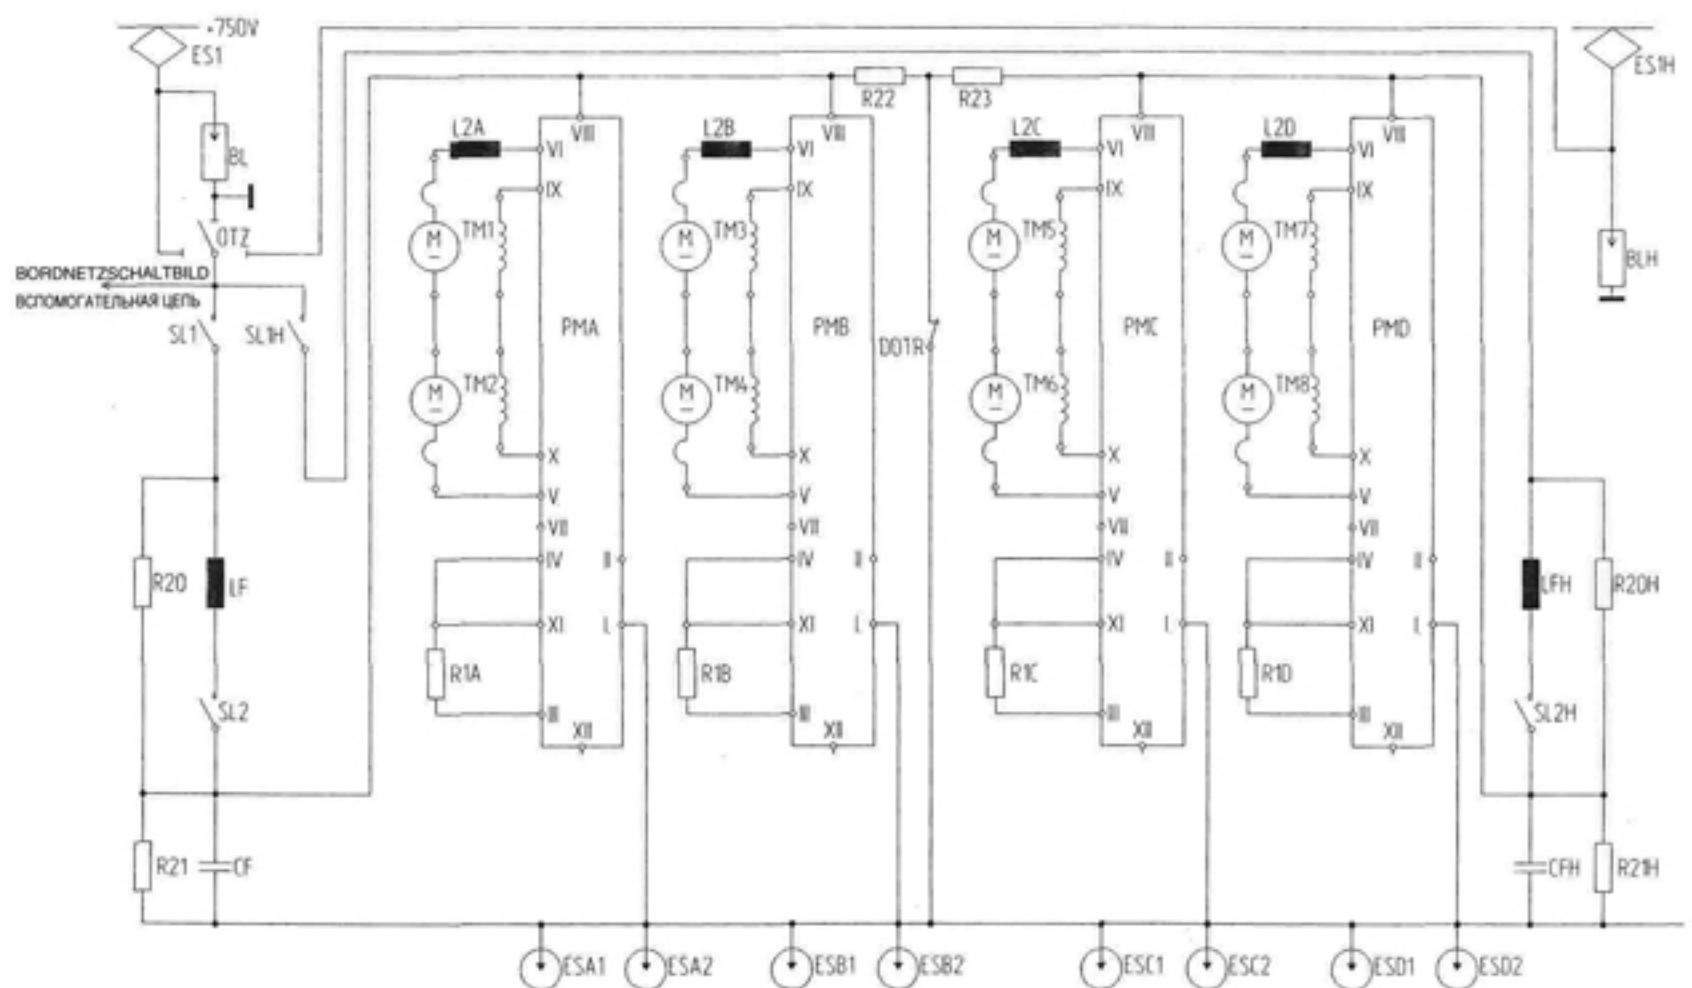 +750V
ES1
ES1H
R22
R23
BL
L2A
VIII
VI
L2B
VIII
VI
L2C
VIII
VI
L2D
VIII
VI
IX
IX
IX
IX
OTZ
M
TM1
M
TM3
M
TM5
M
TM7
BLH
BORDNETZSCHALTBILD
ВСПОМОГАТЕЛЬНАЯ ЦЕПЬ
SL1
SL1H
PMA
PMB
DDTR
PMC
PMD
M
TM2
M
TM4
M
TM6
M
TM8
X
X
X
X
V
V
V
V
VII
VII
VII
VII
R20
LF
IV
II
IV
II
IV
II
IV
II
LFH
R20H
XI
I
XI
I
XI
I
XI
I
R1A
R1B
R1C
R1D
SL2
III
III
III
III
SL2H
XII
XII
XII
XII
R21
CF
CFH
R21H
ESA1
ESA2
ESB1
ESB2
ESC1
ESC2
ESD1
ESD2